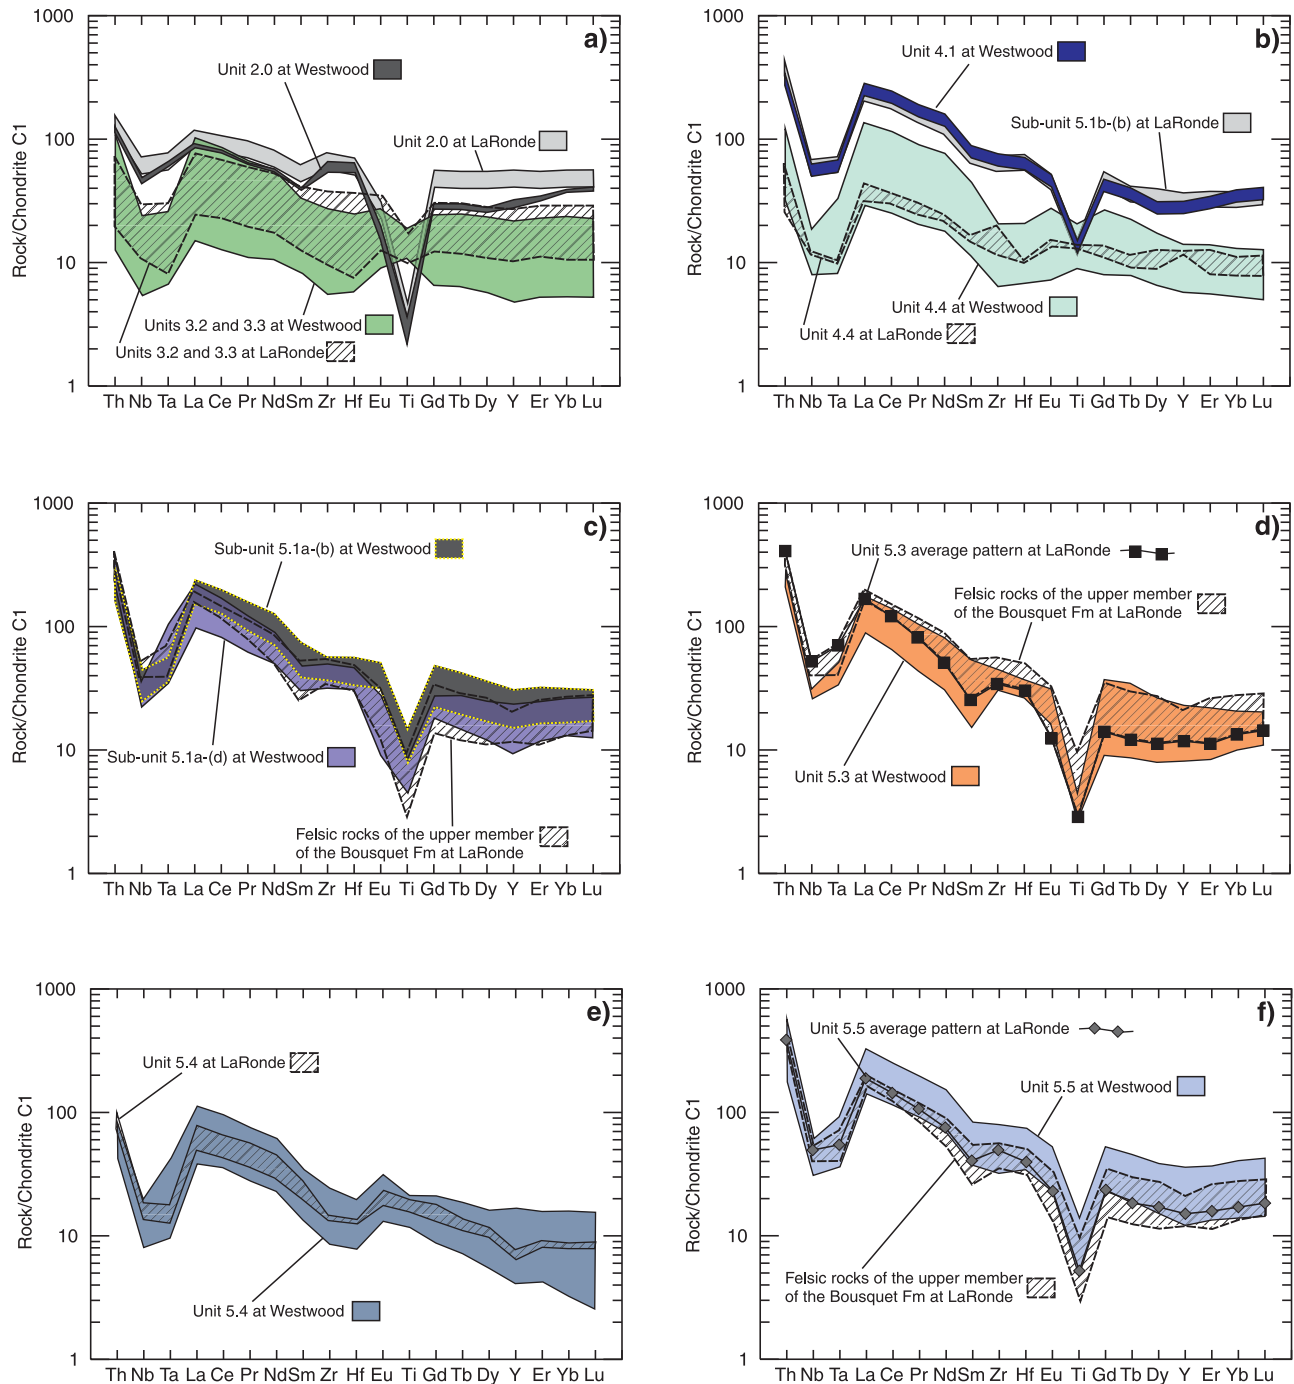 a)
1000
100
10
1
Rock/Chondrite C1
Unit 2.0 at Westwood
Unit 2.0 at LaRonde
Units 3.2 and 3.3 at Westwood
Units 3.2 and 3.3 at LaRonde
Th Nb Ta La Ce Pr Nd Sm Zr Hf Eu Ti Gd Tb Dy Y Er Yb Lu
b)
1000
100
10
1
Rock/Chondrite C1
Unit 4.1 at Westwood
Sub-unit 5.1b-(b) at LaRonde
Unit 4.4 at Westwood
Unit 4.4 at LaRonde
Th Nb Ta La Ce Pr Nd Sm Zr Hf Eu Ti Gd Tb Dy Y Er Yb Lu
c)
1000
100
10
1
Rock/Chondrite C1
Sub-unit 5.1a-(b) at Westwood
Sub-unit 5.1a-(d) at Westwood
Felsic rocks of the upper member
of the Bousquet Fm at LaRonde
Th Nb Ta La Ce Pr Nd Sm Zr Hf Eu Ti Gd Tb Dy Y Er Yb Lu
d)
1000
100
10
1
Rock/Chondrite C1
Unit 5.3 average pattern at LaRonde
Felsic rocks of the upper member
of the Bousquet Fm at LaRonde
Unit 5.3 at Westwood
Th Nb Ta La Ce Pr Nd Sm Zr Hf Eu Ti Gd Tb Dy Y Er Yb Lu
e)
1000
100
10
1
Rock/Chondrite C1
Unit 5.4 at LaRonde
Unit 5.4 at Westwood
Th Nb Ta La Ce Pr Nd Sm Zr Hf Eu Ti Gd Tb Dy Y Er Yb Lu
f)
1000
100
10
1
Rock/Chondrite C1
Unit 5.5 average pattern at LaRonde
Unit 5.5 at Westwood
Felsic rocks of the upper member
of the Bousquet Fm at LaRonde
Th Nb Ta La Ce Pr Nd Sm Zr Hf Eu Ti Gd Tb Dy Y Er Yb Lu